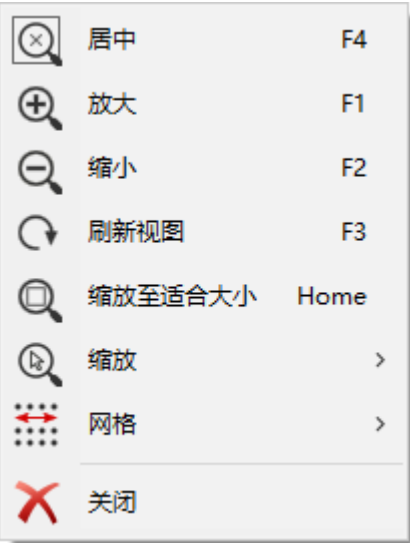 居中 F4
放大 F1
缩小 F2
刷新视图 F3
缩放至适合大小 Home
缩放
网格
关闭